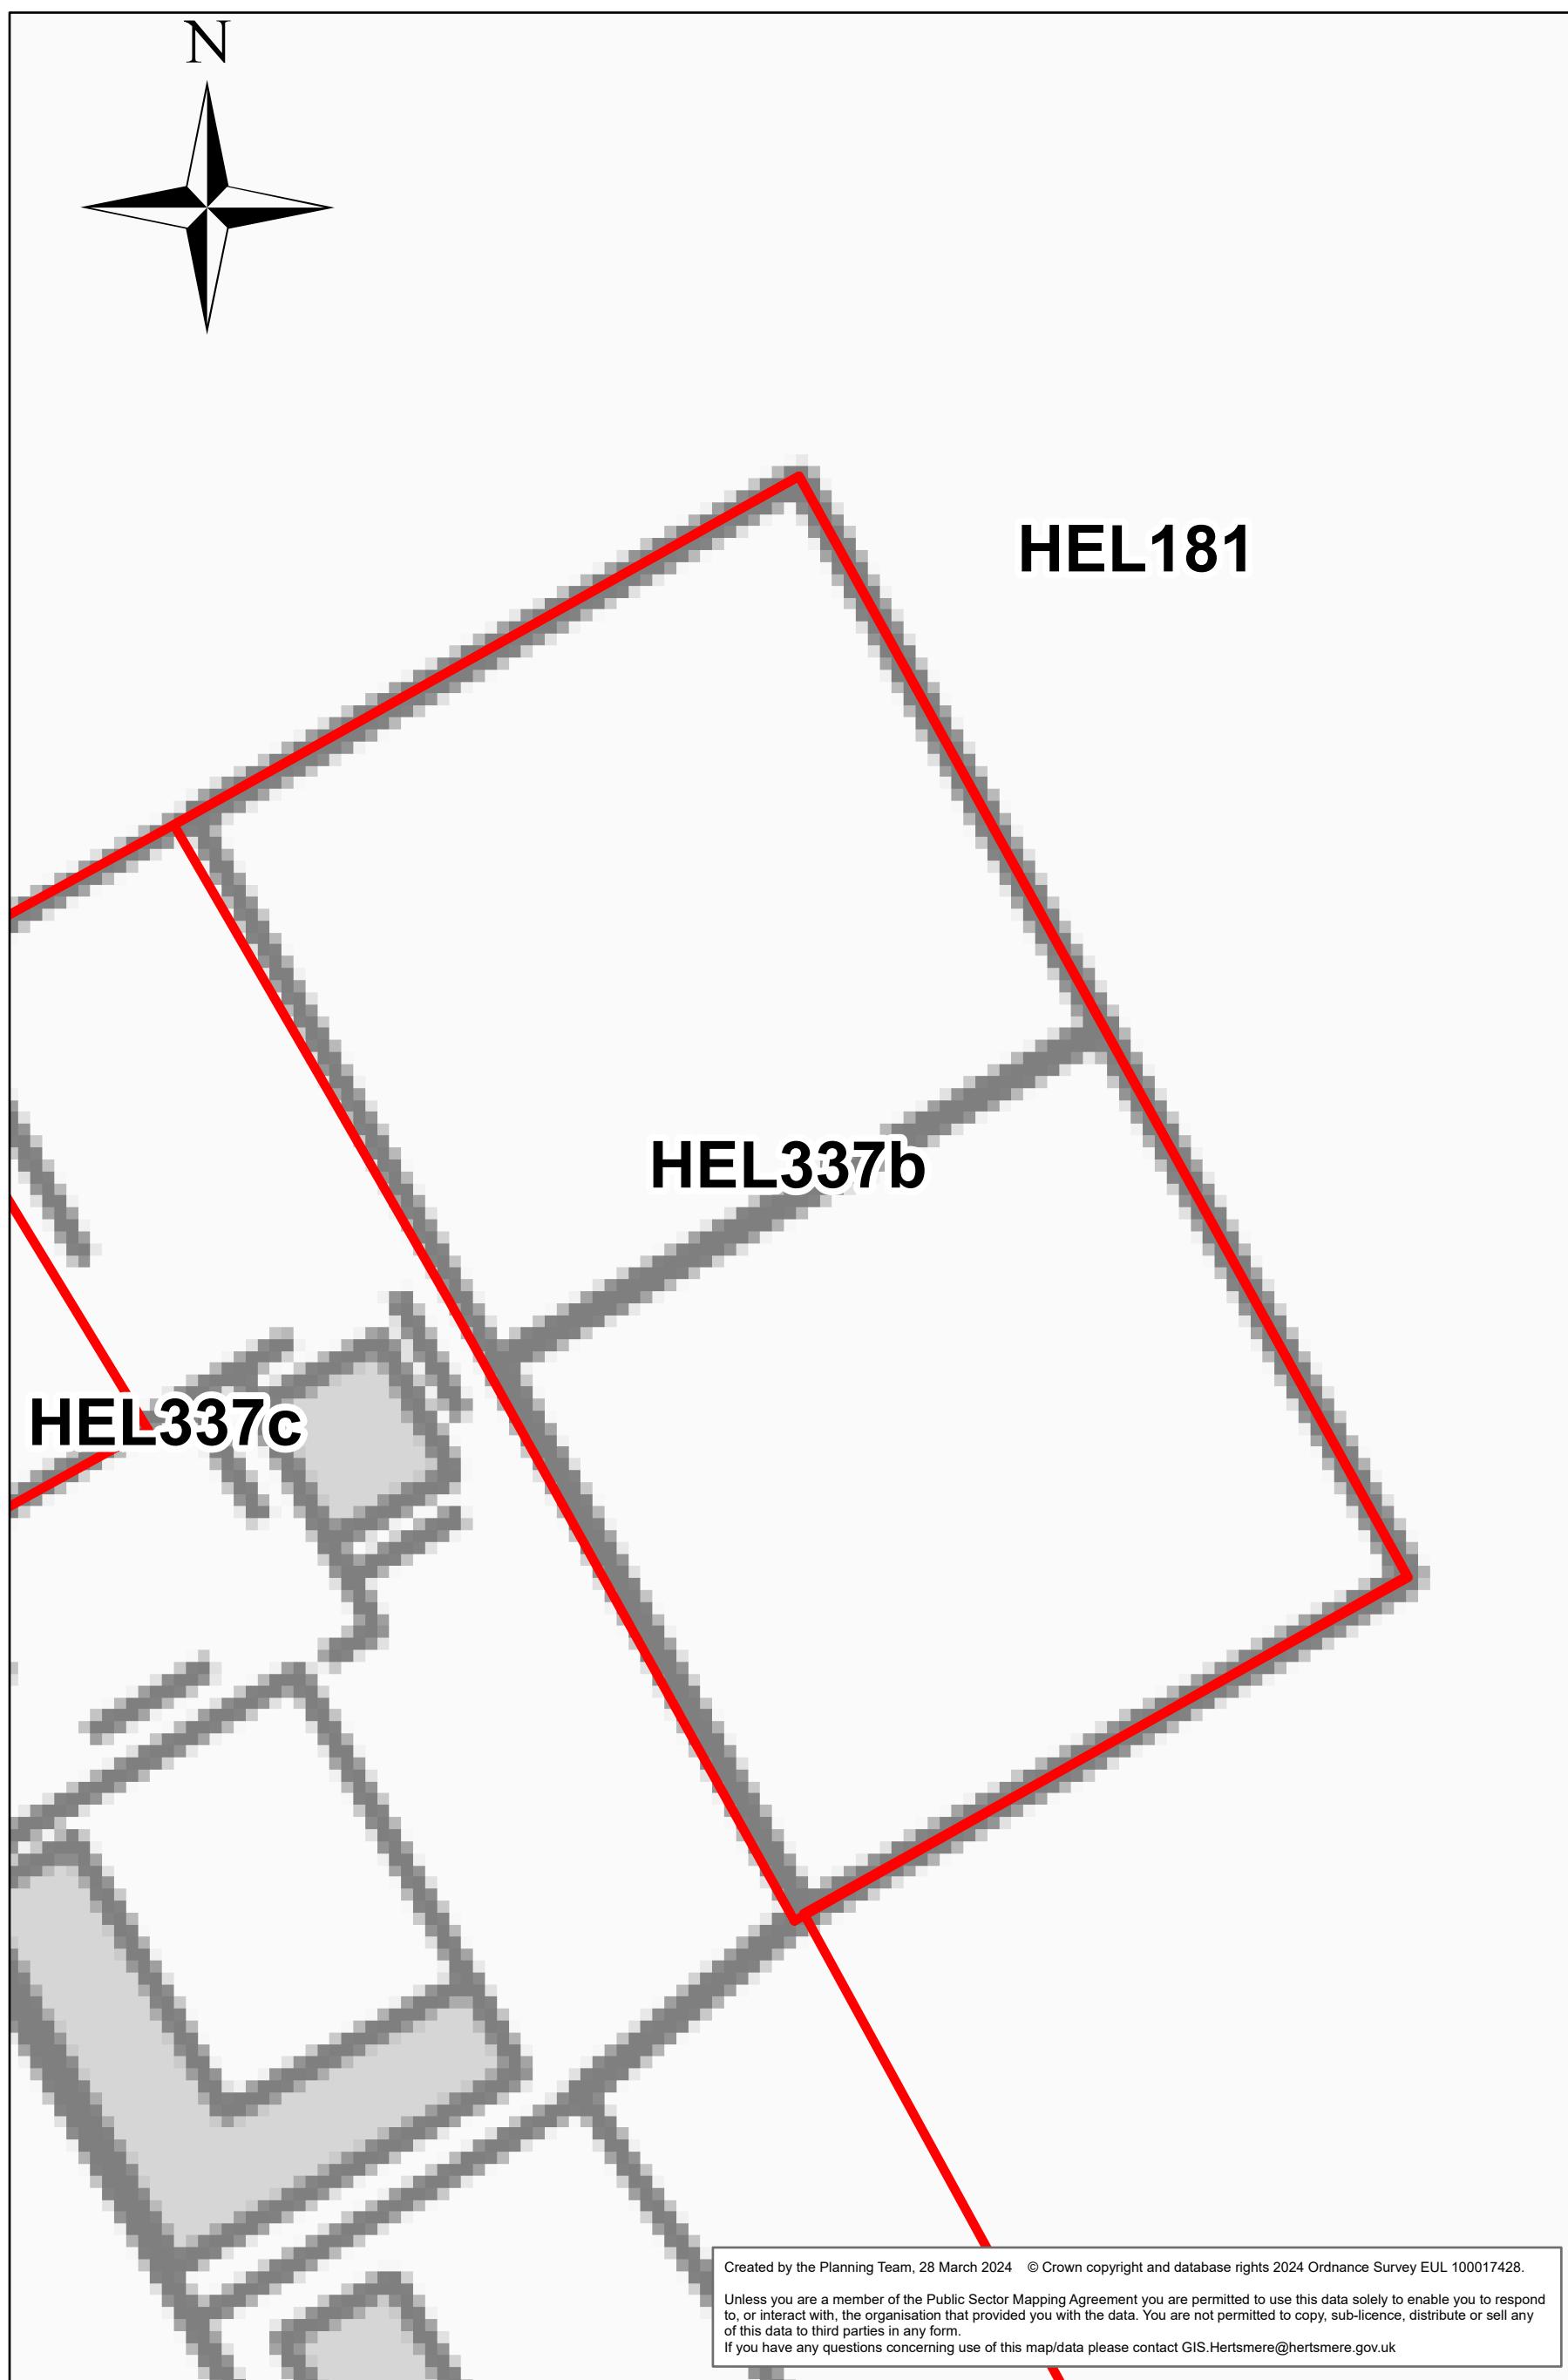 N
HEL181
HEL337b
HEL337c
Created by the Planning Team, 28 March 2024 © Crown copyright and database rights 2024 Ordnance Survey EUL 100017428.
Unless you are a member of the Public Sector Mapping Agreement you are permitted to use this data solely to enable you to respond
to, or interact with, the organisation that provided you with the data. You are not permitted to copy, sub-licence, distribute or sell any
of this data to third parties in any form.
If you have any questions concerning use of this map/data please contact GIS.Hertsmere@hertsmere.gov.uk